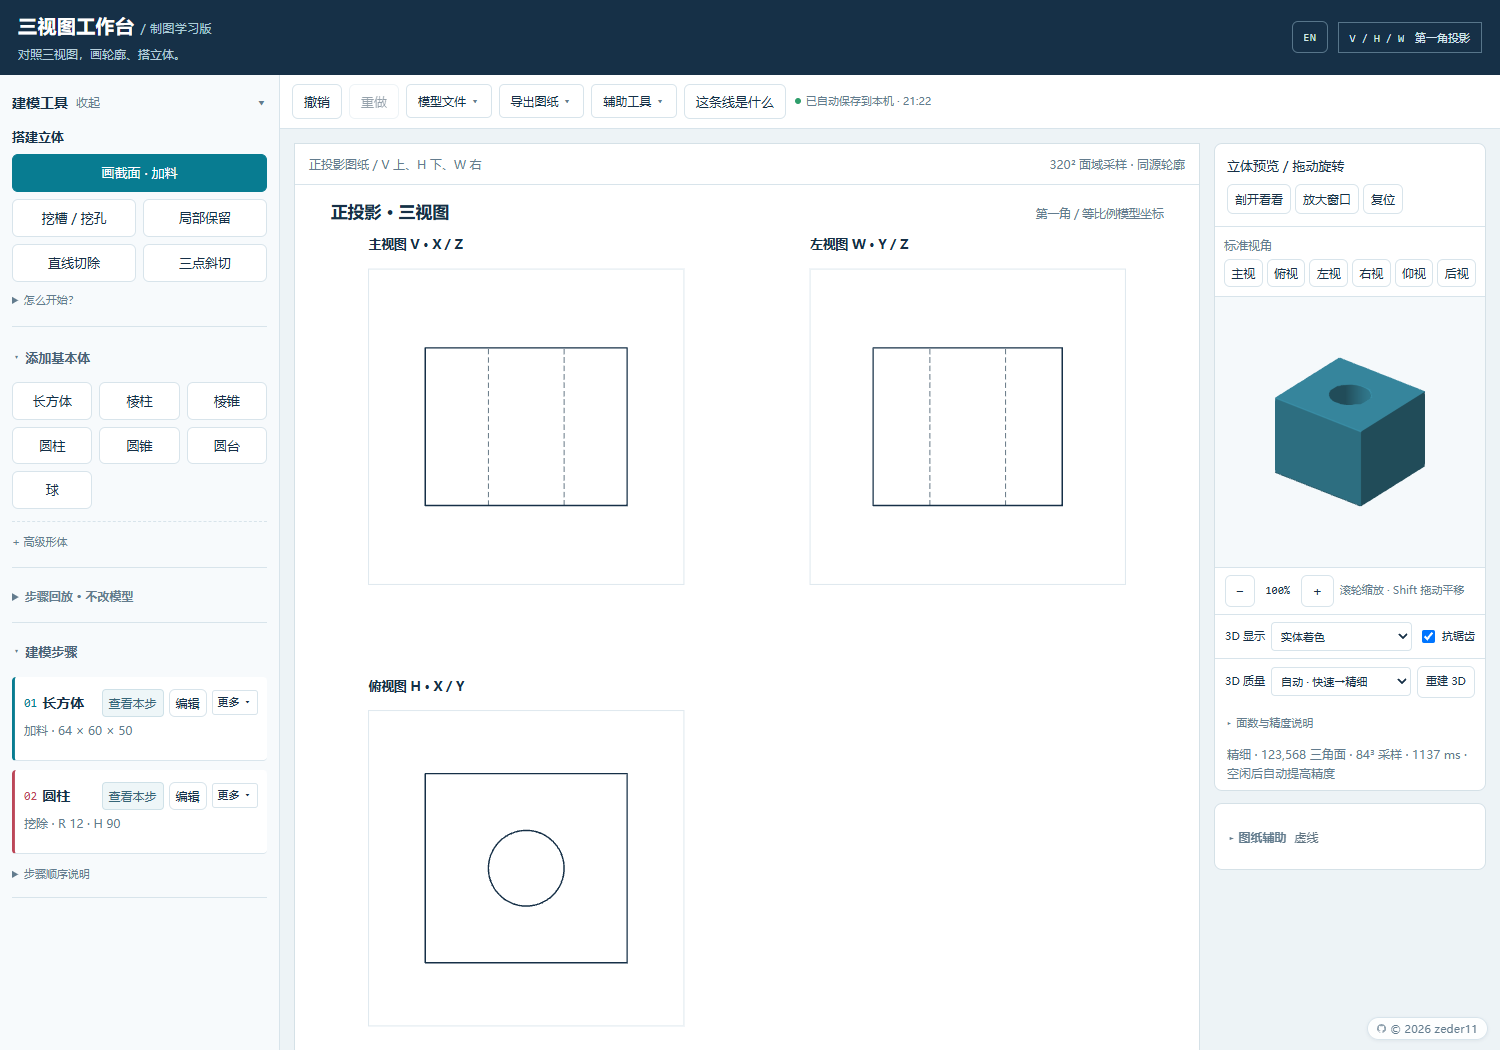 三视图工作台 / 制图学习版
对照三视图，画轮廓、搭立体。
EN
V / H / W 第一角投影
建模工具 收起 ▼
搭建立体
画截面 · 加料
挖槽 / 挖孔 局部保留
直线切除 三点斜切
▶ 怎么开始？
添加基本体
长方体 棱柱 棱锥
圆柱 圆锥 圆台
球
+ 高级形体
▶ 步骤回放 • 不改模型
建模步骤
01 长方体 查看本步 编辑 更多
加料 · 64 × 60 × 50
02 圆柱 查看本步 编辑 更多
挖除 · R 12 · H 90
▶ 步骤顺序说明
撤销 重做 模型文件 导出图纸 辅助工具 这条线是什么 已自动保存到本机 · 21:22
正投影图纸 / V 上、H 下、W 右 320² 面域采样 · 同源轮廓
正投影 • 三视图 第一角 / 等比例模型坐标
主视图 V • X / Z 左视图 W • Y / Z
俯视图 H • X / Y
立体预览 / 拖动旋转
剖开看看 放大窗口 复位
标准视角
主视 俯视 左视 右视 仰视 后视
− 100% + 滚轮缩放 · Shift 拖动平移
3D 显示 实体着色 抗锯齿
3D 质量 自动 · 快速→精细 重建 3D
面数与精度说明
精细 · 123,568 三角面 · 84³ 采样 · 1137 ms ·
空闲后自动提高精度
图纸辅助 虚线
© 2026 zeder11